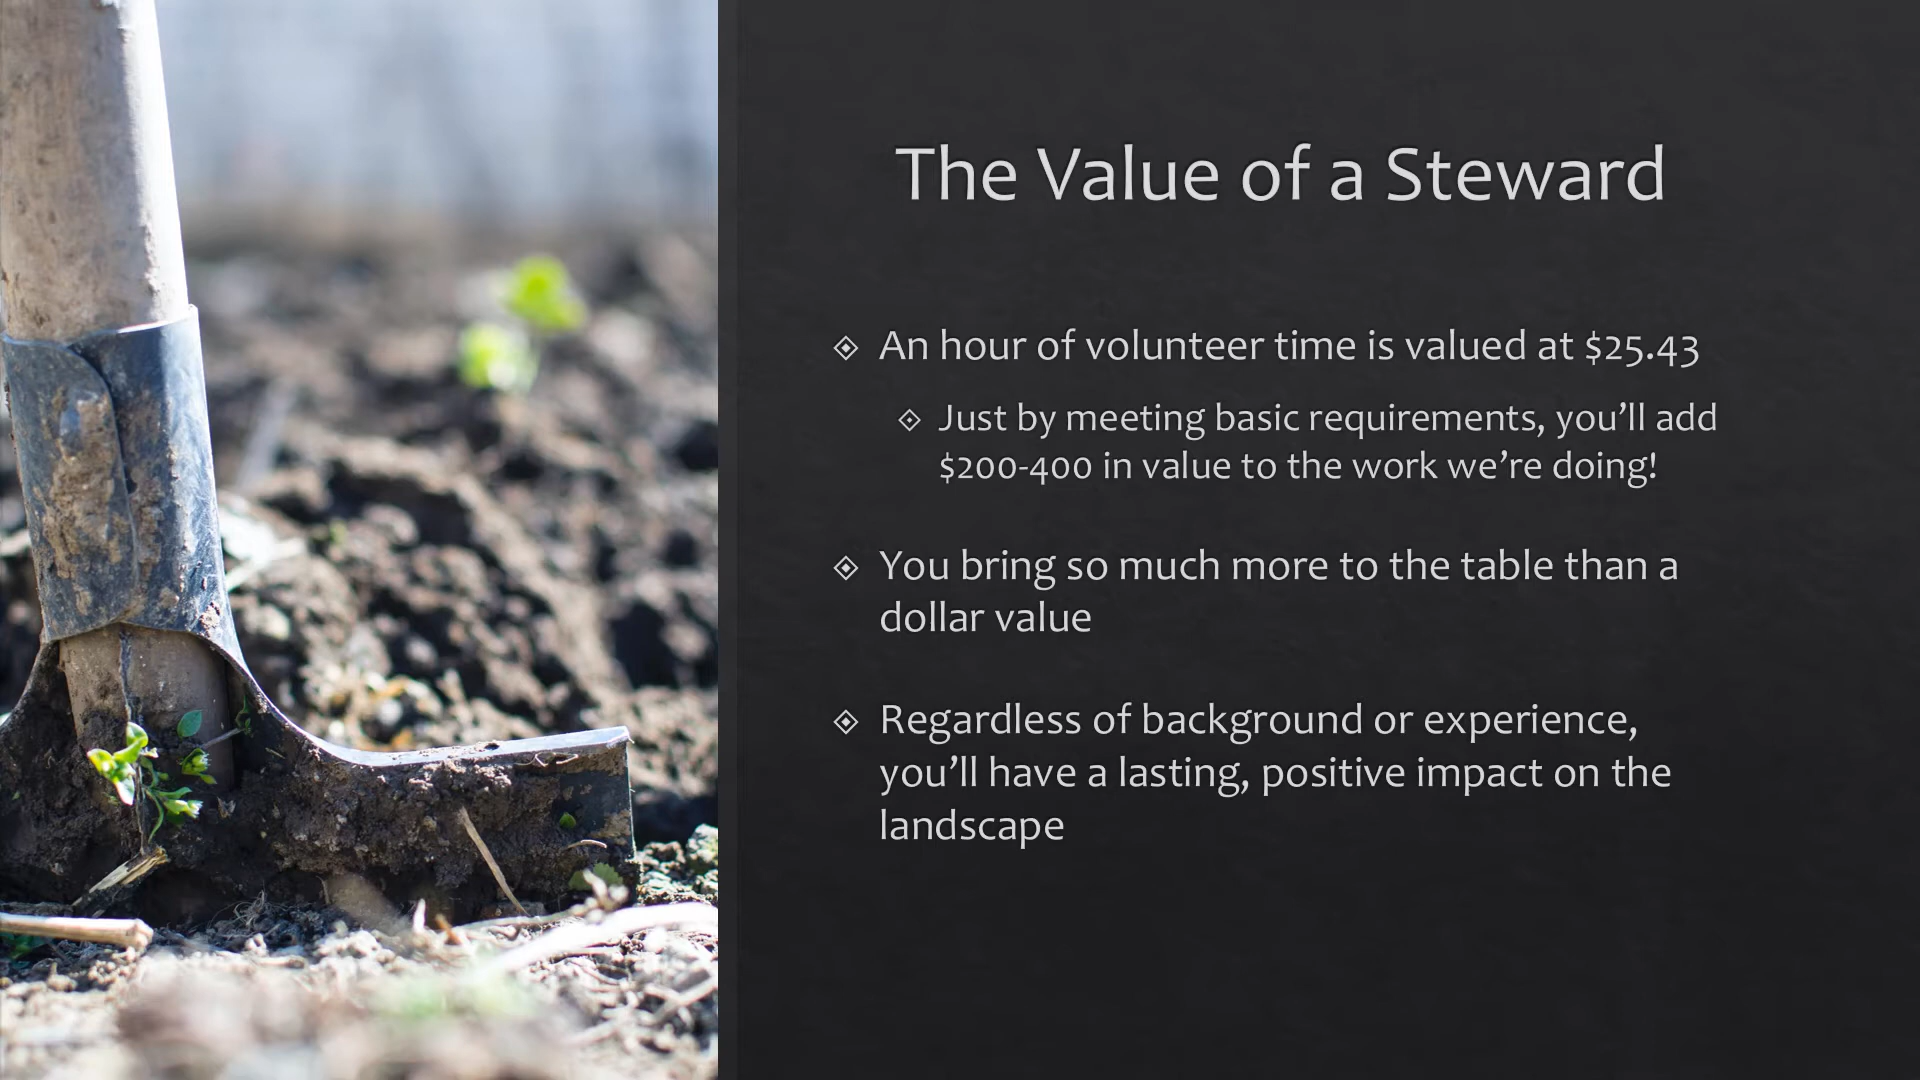 The Value of a Steward
An hour of volunteer time is valued at $25.43
Just by meeting basic requirements, you’ll add
$200-400 in value to the work we’re doing!
You bring so much more to the table than a
dollar value
Regardless of background or experience,
you’ll have a lasting, positive impact on the
landscape